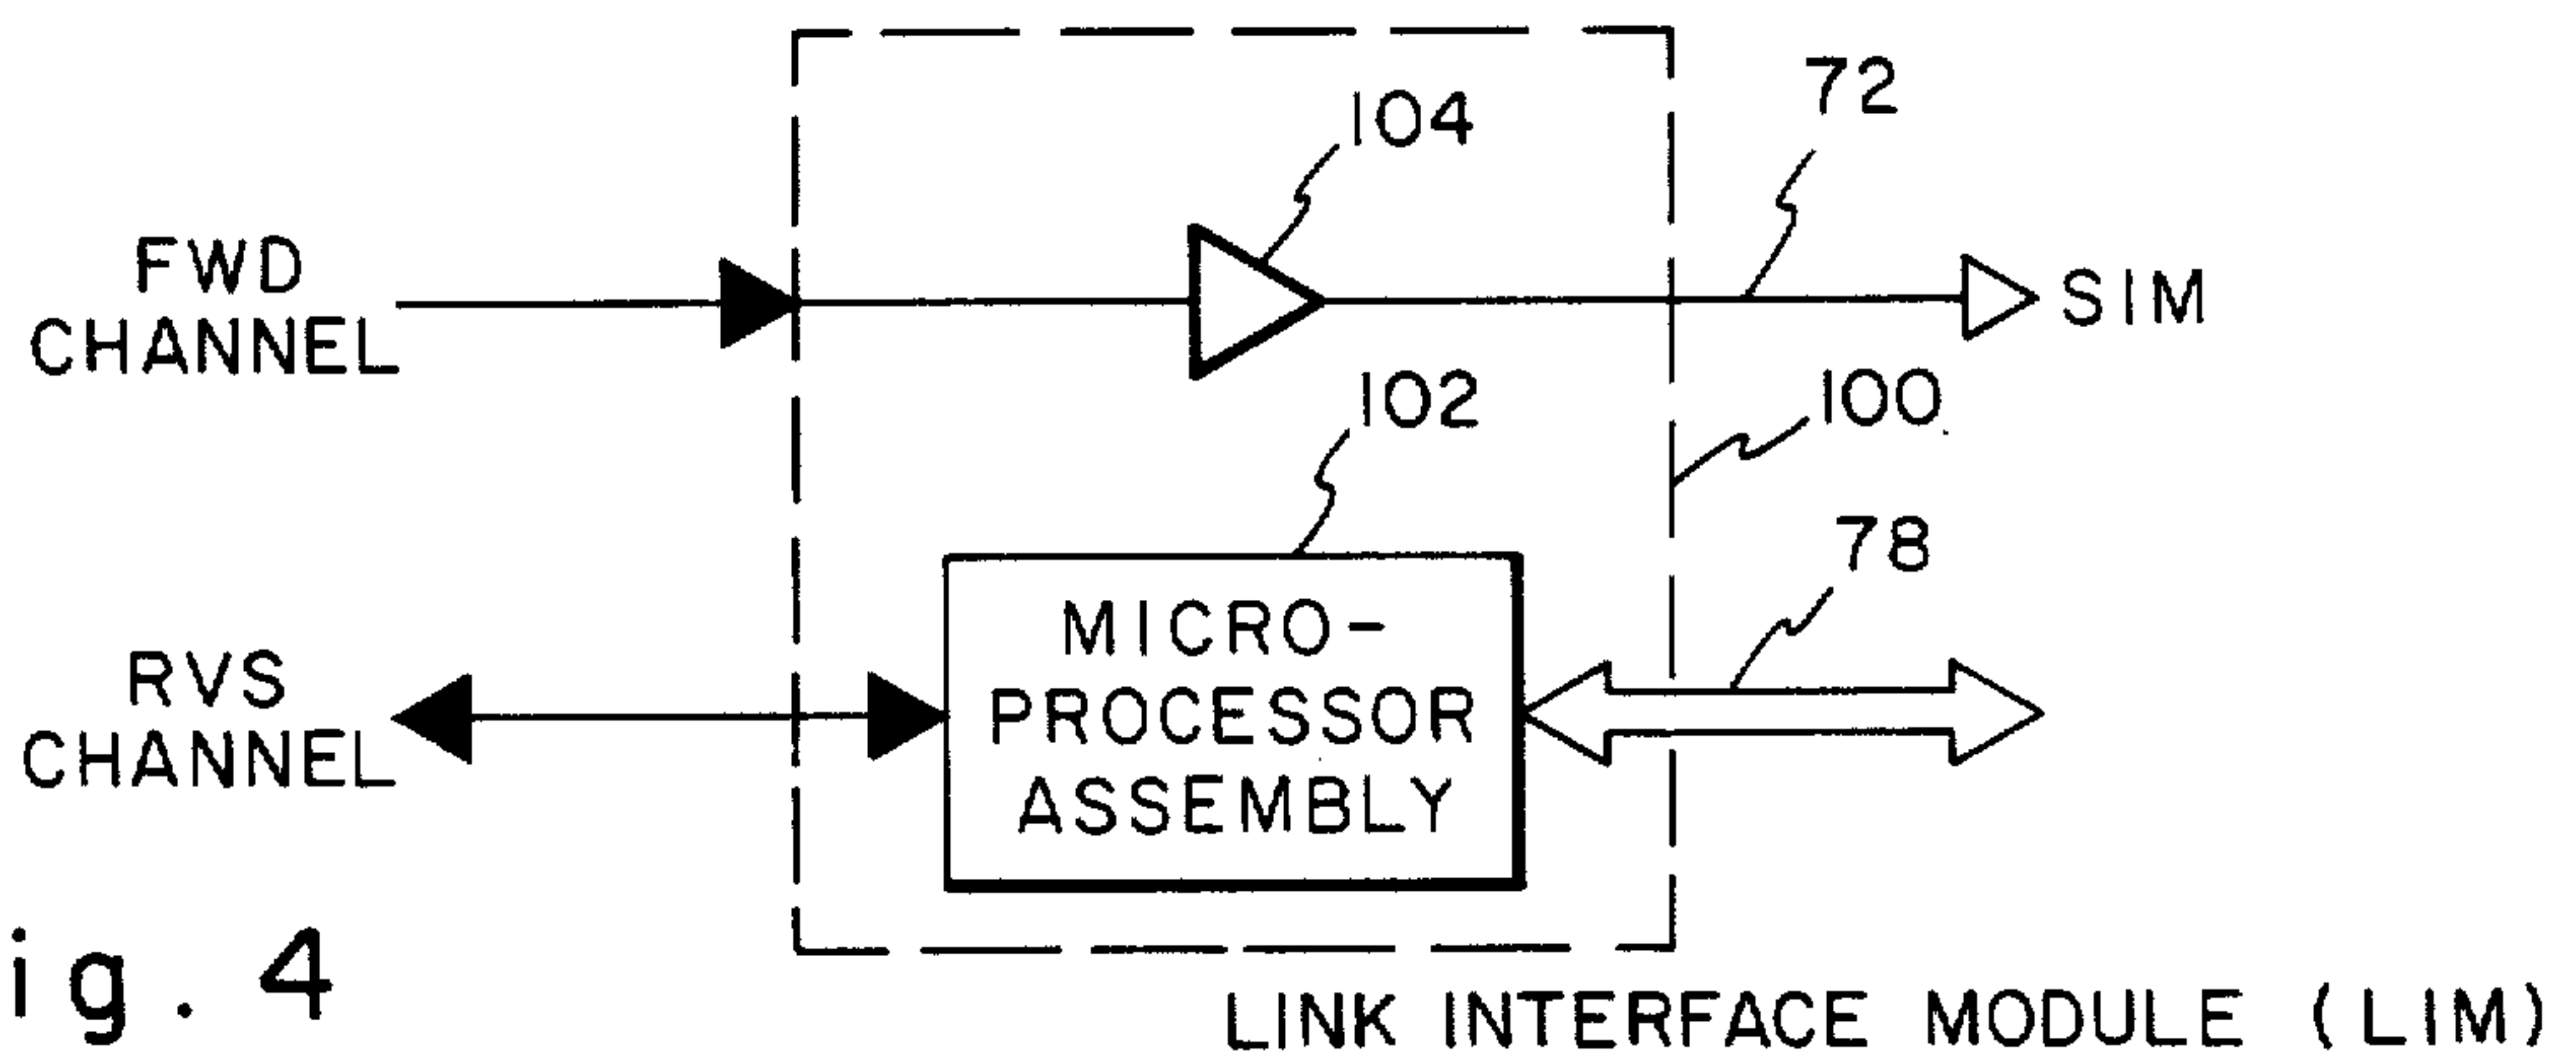 104
72
FWD
CHANNEL
SIM
102
100
78
RVS
CHANNEL
MICRO-
PROCESSOR
ASSEMBLY
ig. 4
LINK INTERFACE MODULE (LIM)